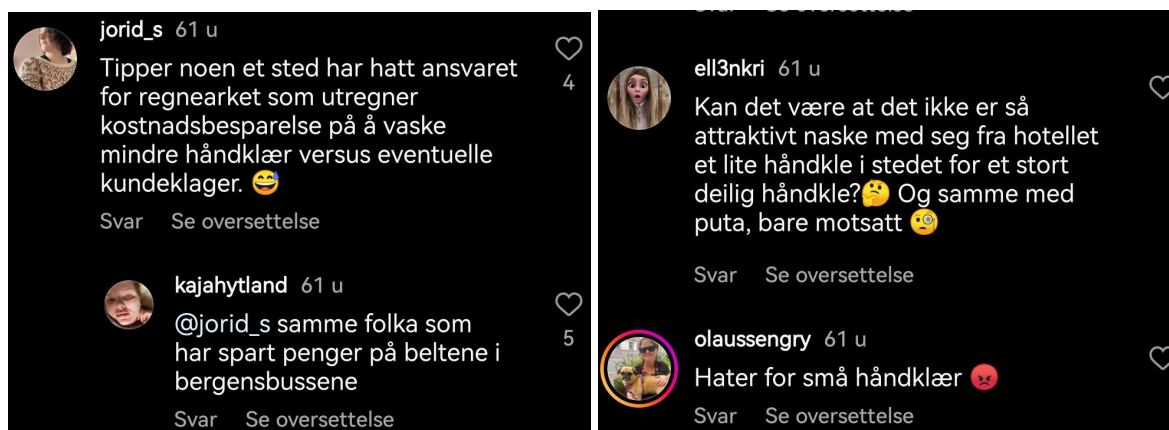 jorid_s 61 u
Tipper noen et sted har hatt ansvaret
for regnearket som utregner
kostnadsbesparelse på å vaske
mindre håndklær versus eventuelle
kundeklager. 😅
4
Svar Se oversettelse
kajahytland 61 u
@jorid_s samme folka som
har spart penger på beltene i
bergensbussene
5
Svar Se oversettelse
ell3nkri 61 u
Kan det være at det ikke er så
attraktivt naske med seg fra hotellet
et lite håndkle i stedet for et stort
deilig håndkle?🤔 Og samme med
puta, bare motsatt 🧐
Svar Se oversettelse
olaussengry 61 u
Hater for små håndklær 😡
Svar Se oversettelse